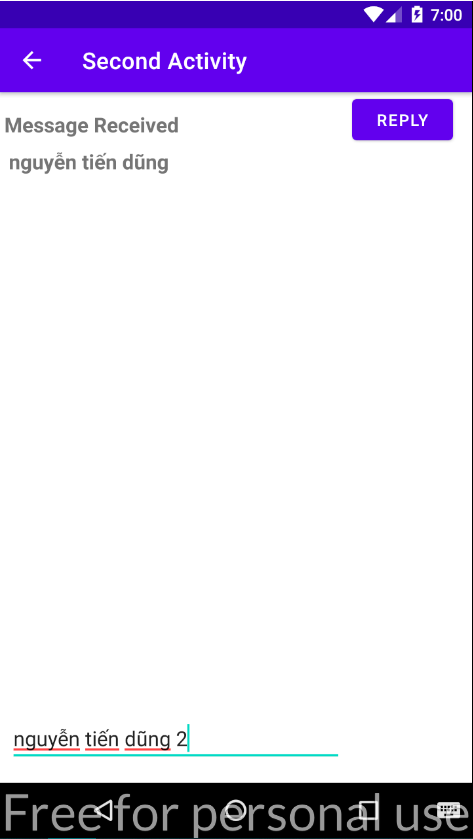 7:00
Second Activity
Message Received
REPLY
nguyễn tiến dũng
nguyễn tiến dũng 2
Free for personal use